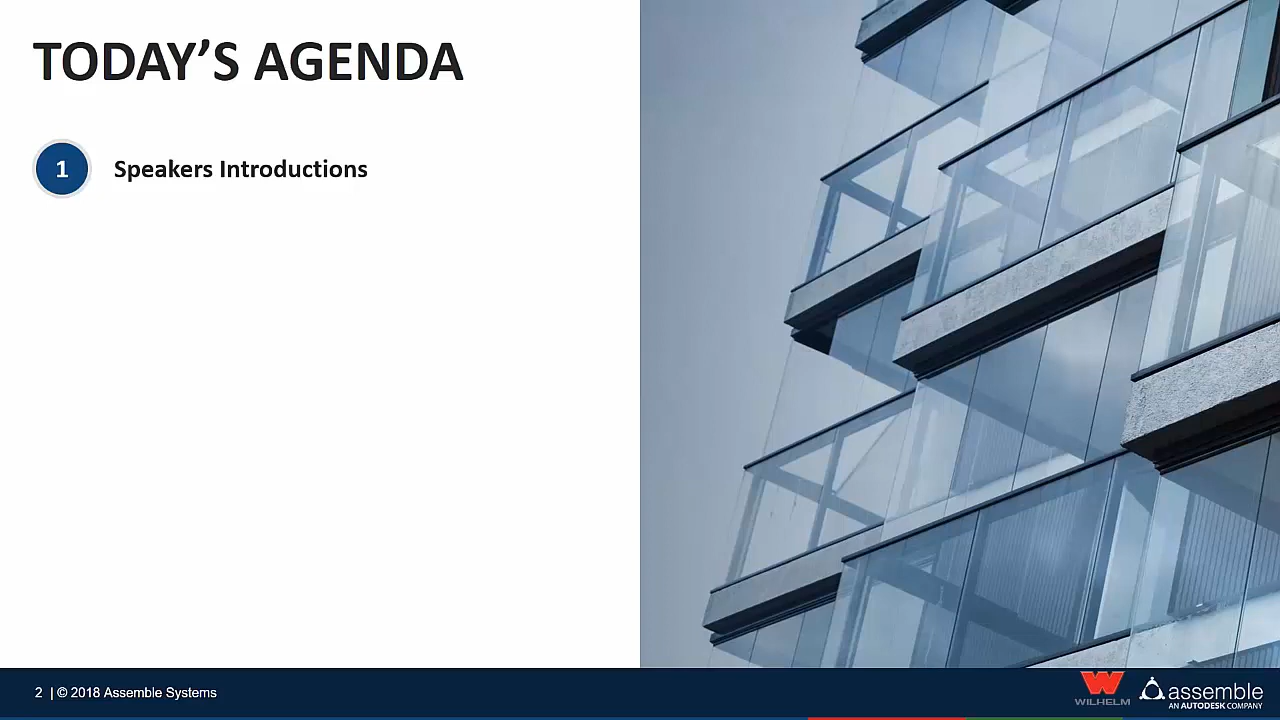 TODAY’S AGENDA
1 Speakers Introductions
2 | © 2018 Assemble Systems
WILHELM
assemble
AN AUTODESK COMPANY